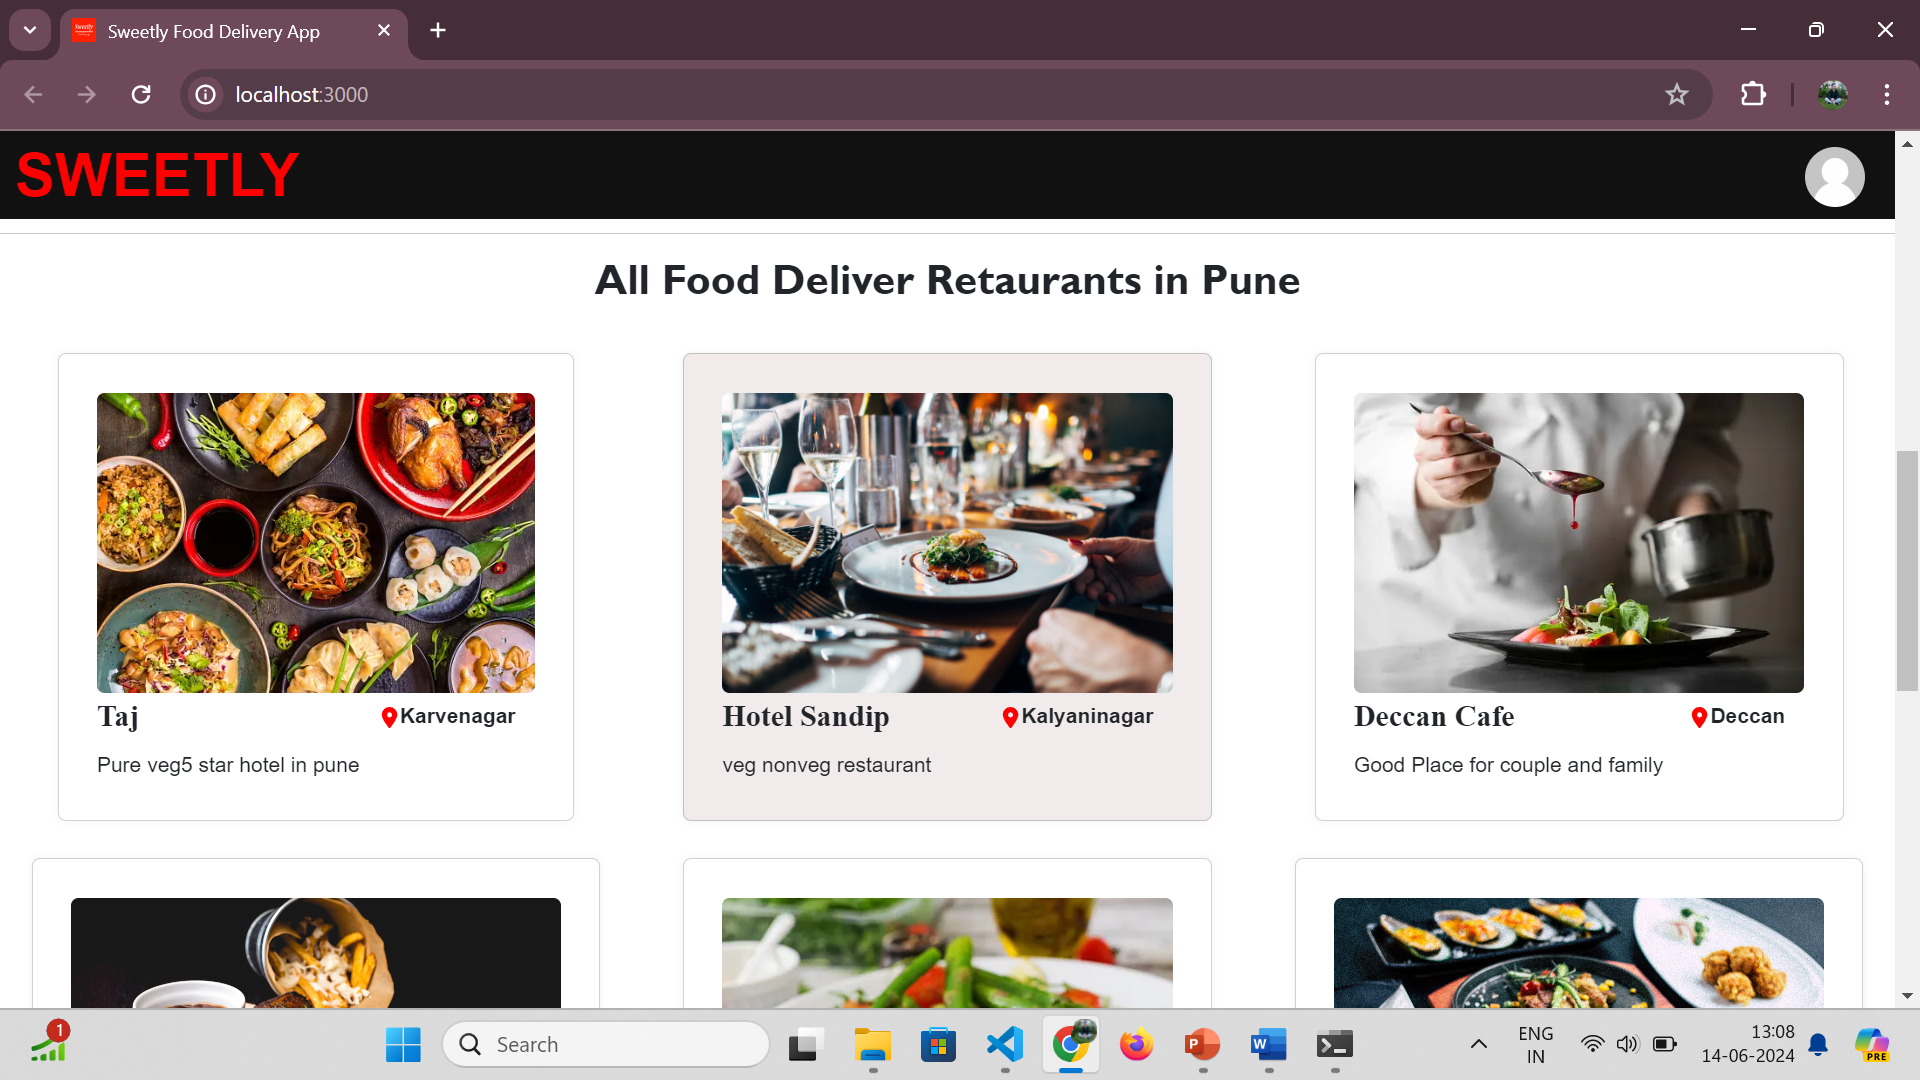 Sweetly Food Delivery App
localhost:3000
SWEETLY
All Food Deliver Retaurants in Pune
Taj
Karvenagar
Pure veg5 star hotel in pune
Hotel Sandip
Kalyaninagar
veg nonveg restaurant
Deccan Cafe
Deccan
Good Place for couple and family
1
Search
ENG
IN
13:08
14-06-2024
PRE